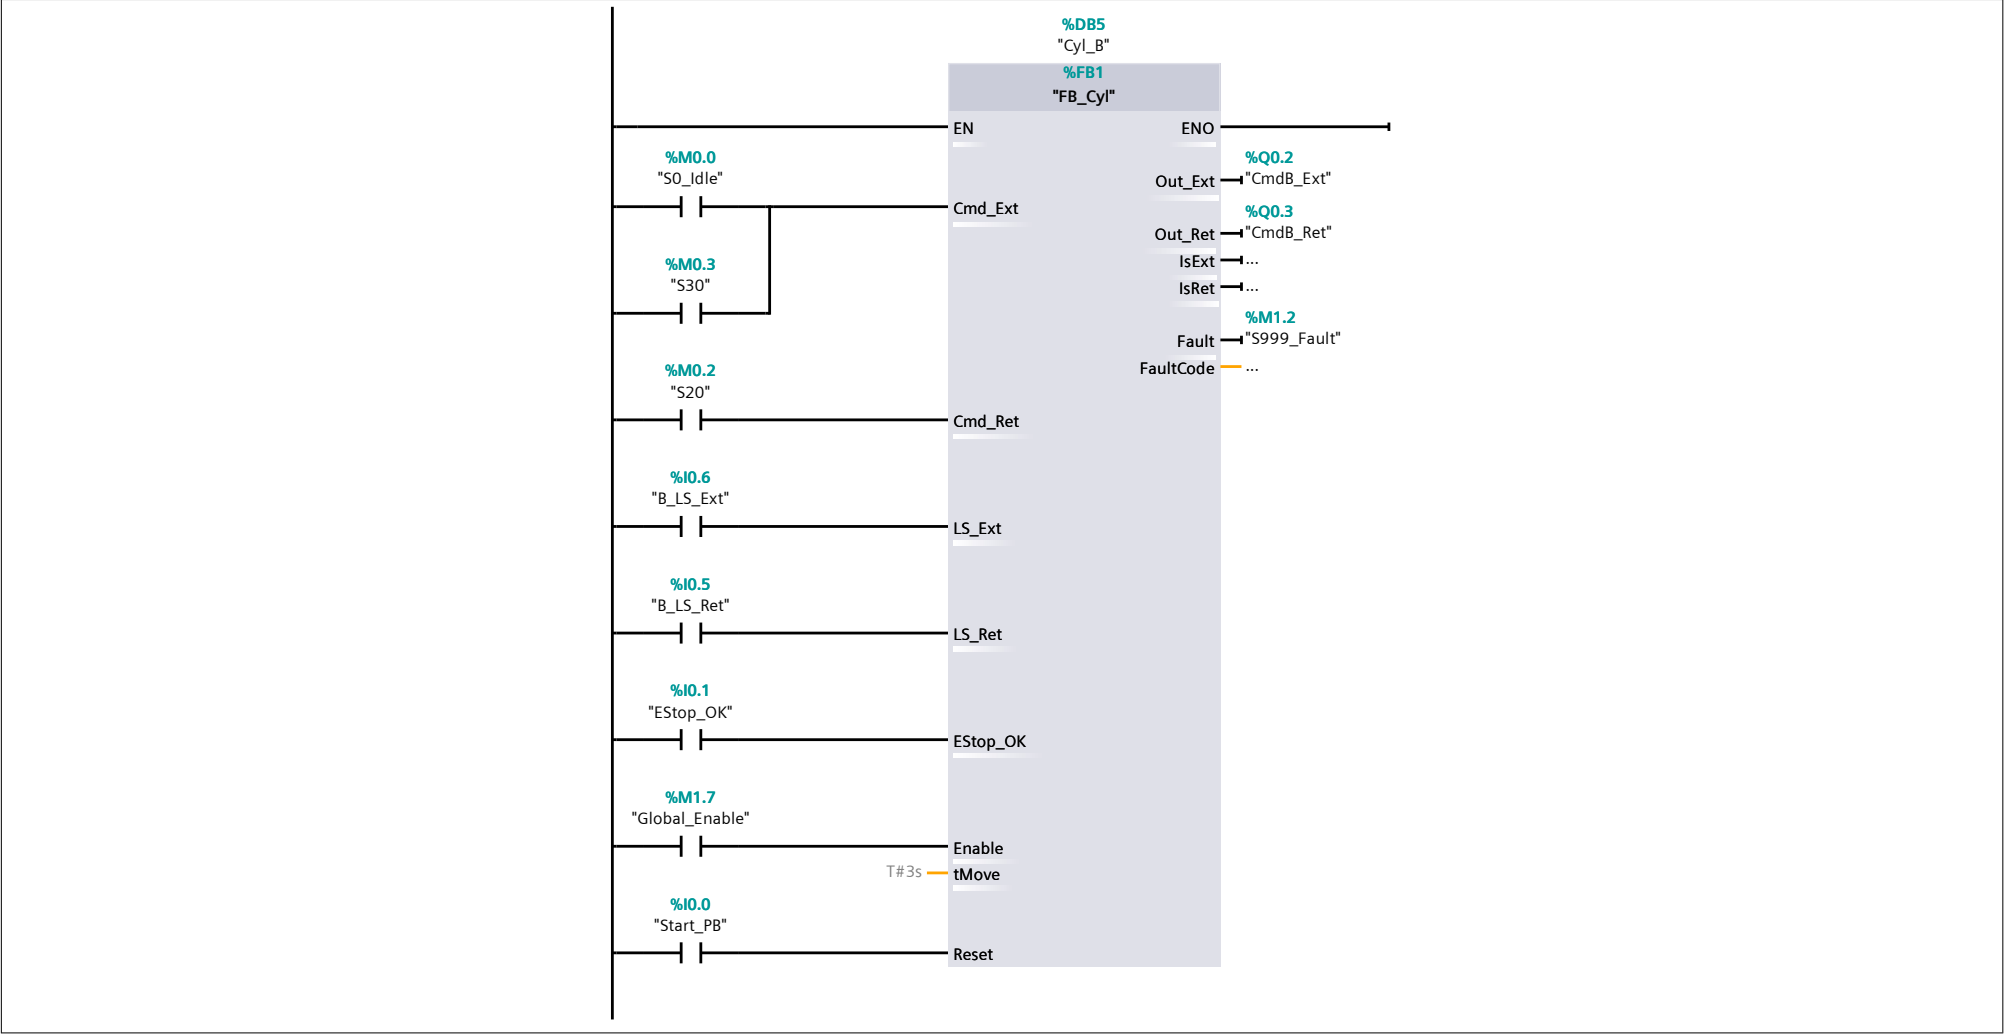 %DB5
"Cyl_B"
%FB1
"FB_Cyl"
EN
ENO
%M0.0
"S0_Idle"
Cmd_Ext
%M0.3
"S30"
%M0.2
"S20"
Cmd_Ret
%I0.6
"B_LS_Ext"
LS_Ext
%I0.5
"B_LS_Ret"
LS_Ret
%I0.1
"EStop_OK"
EStop_OK
%M1.7
"Global_Enable"
Enable
T#3s
tMove
%I0.0
"Start_PB"
Reset
%Q0.2
Out_Ext
"CmdB_Ext"
%Q0.3
Out_Ret
"CmdB_Ret"
IsExt
...
IsRet
...
%M1.2
Fault
"S999_Fault"
FaultCode
...